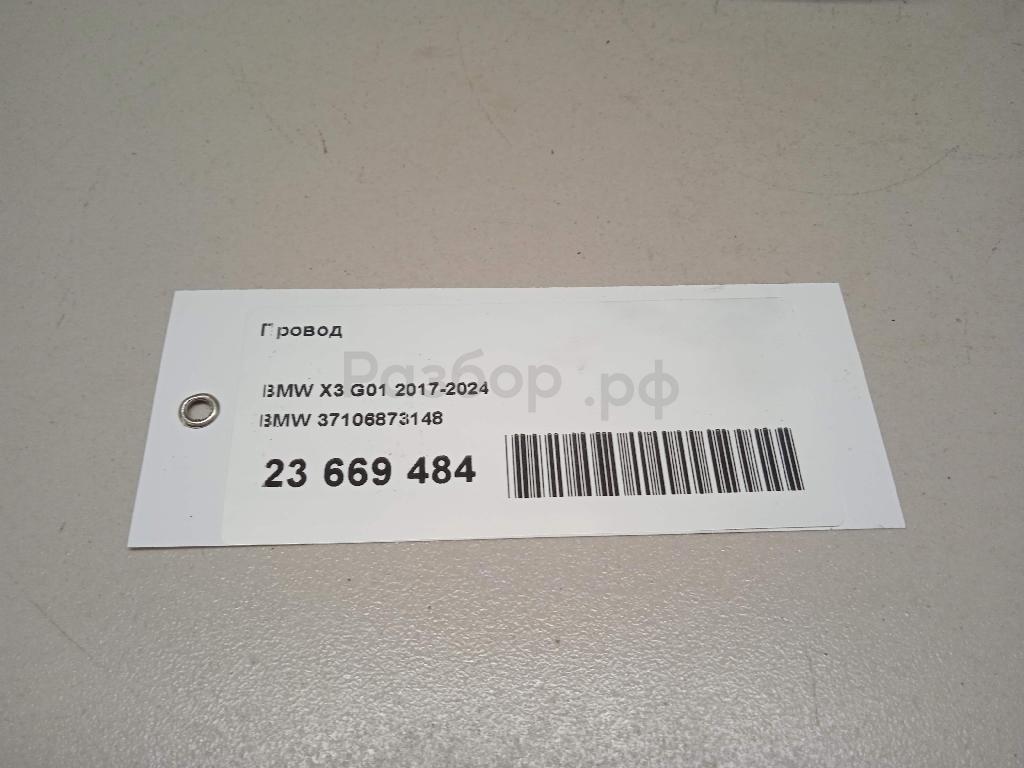 Провод
Разбор.рф
BMW X3 G01 2017-2024
BMW 37106873148
23 669 484